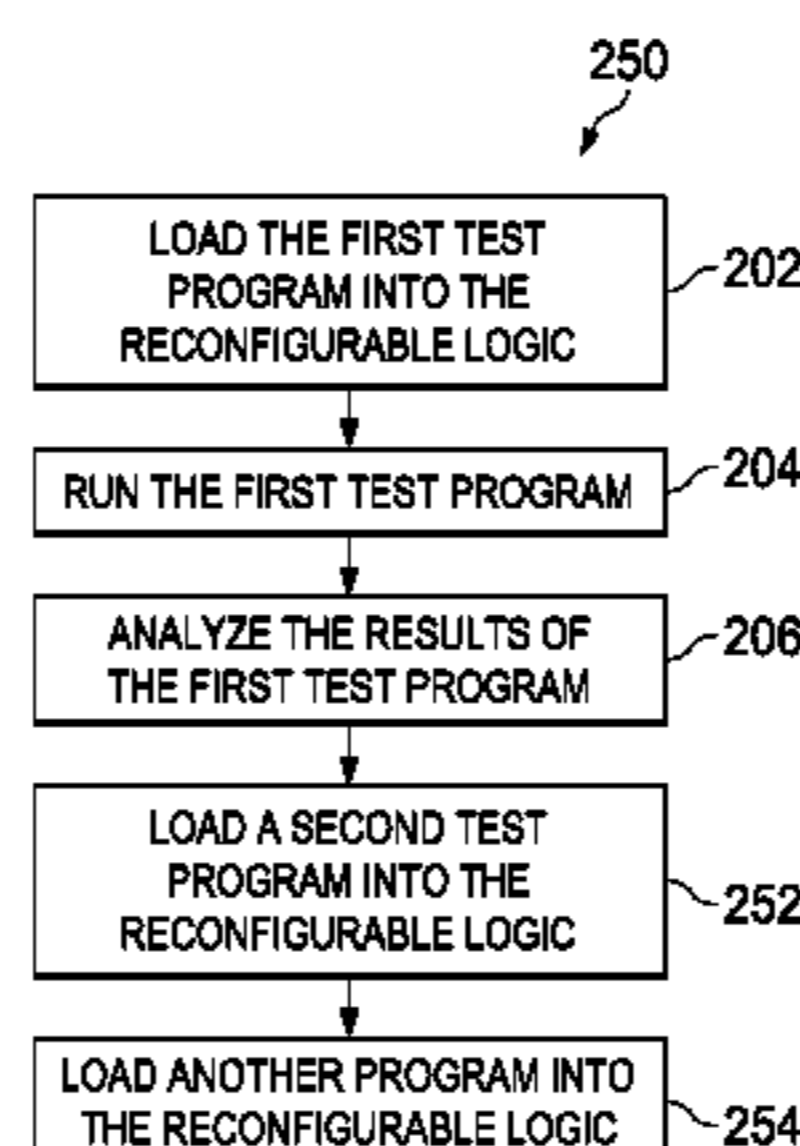 250
LOAD THE FIRST TEST
PROGRAM INTO THE
RECONFIGURABLE LOGIC
202
RUN THE FIRST TEST PROGRAM
204
ANALYZE THE RESULTS OF
THE FIRST TEST PROGRAM
206
LOAD A SECOND TEST
PROGRAM INTO THE
RECONFIGURABLE LOGIC
252
LOAD ANOTHER PROGRAM INTO
THE RECONFIGURABLE LOGIC
254